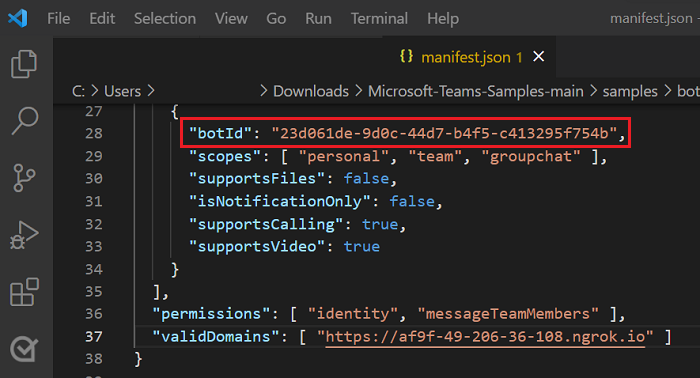 File Edit Selection View Go Run Terminal Help manifest.json -
manifest.json 1
C: > Users > > Downloads > Microsoft-Teams-Samples-main > samples > bot
27 {
28 "botId": "23d061de-9d0c-44d7-b4f5-c413295f754b",
29 "scopes": [ "personal", "team", "groupchat" ],
30 "supportsFiles": false,
31 "isNotificationOnly": false,
32 "supportsCalling": true,
33 "supportsVideo": true
34 }
35 ],
36 "permissions": [ "identity", "messageTeamMembers" ],
37 "validDomains": [ "https://af9f-49-206-36-108.ngrok.io" ]
38 }